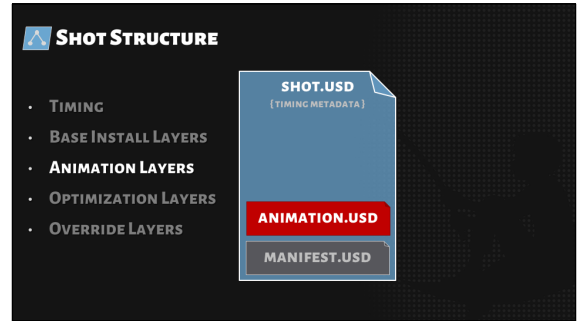 Shot Structure
• Timing
• Base Install Layers
• Animation Layers
• Optimization Layers
• Override Layers
SHOT.USD
{TIMING METADATA}
ANIMATION.USD
MANIFEST.USD